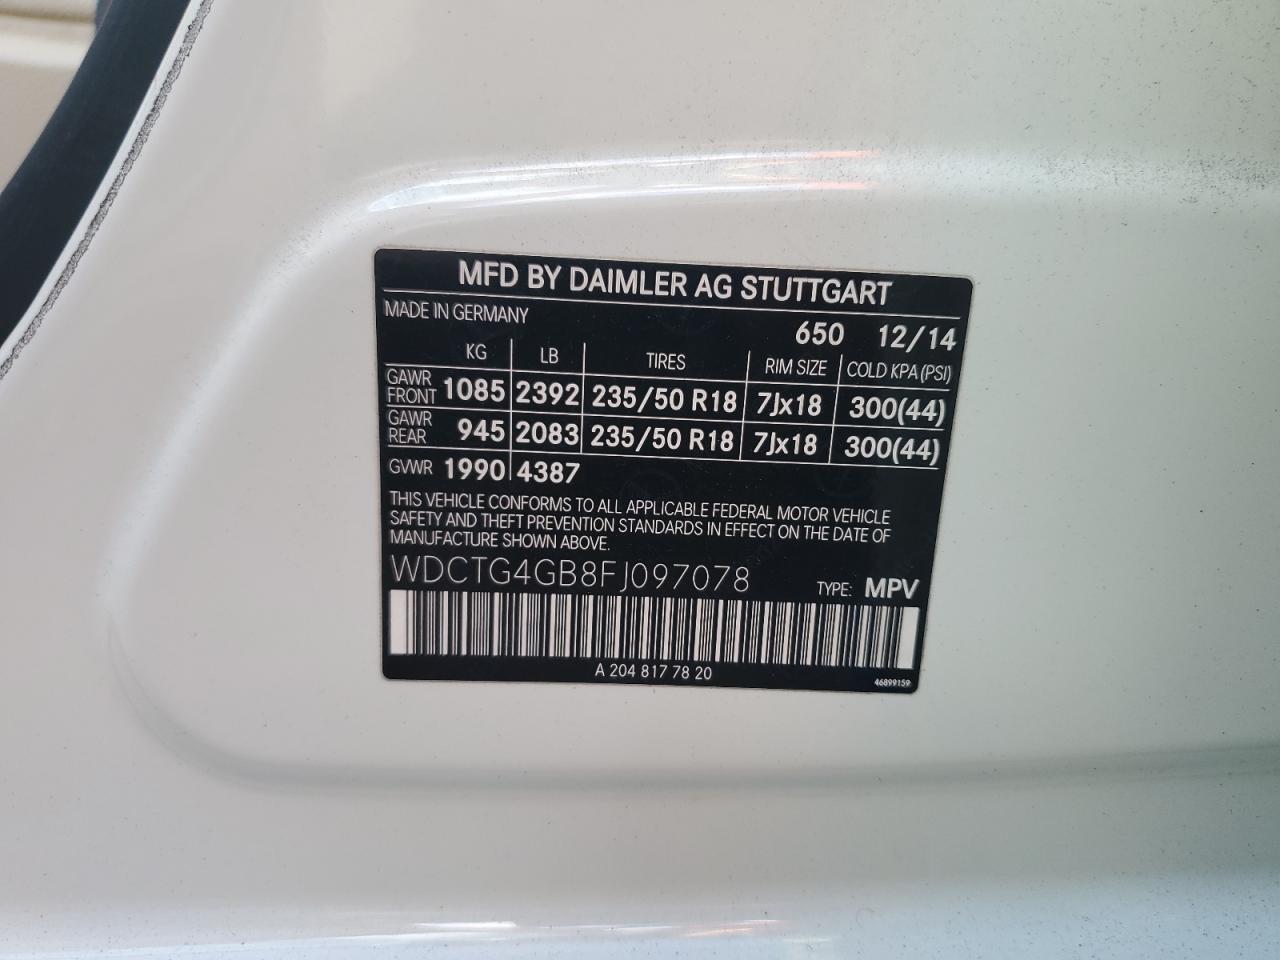 MFD BY DAIMLER AG STUTTGART
MADE IN GERMANY
650 12/14
KG LB TIRES RIM SIZE COLD KPA (PSI)
GAWR FRONT 1085 2392 235/50 R18 7Jx18 300(44)
GAWR REAR 945 2083 235/50 R18 7Jx18 300(44)
GVWR 1990 4387
THIS VEHICLE CONFORMS TO ALL APPLICABLE FEDERAL MOTOR VEHICLE
SAFETY AND THEFT PREVENTION STANDARDS IN EFFECT ON THE DATE OF
MANUFACTURE SHOWN ABOVE.
WDCTG4GB8FJ097078 TYPE: MPV
A 204 817 78 20
46899159